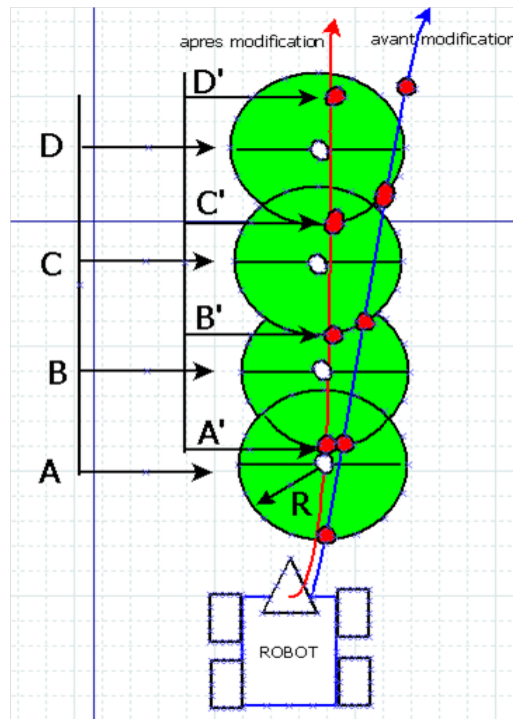 apres modification
avant modification
D'
D
C'
C
B'
B
A'
A
R
ROBOT